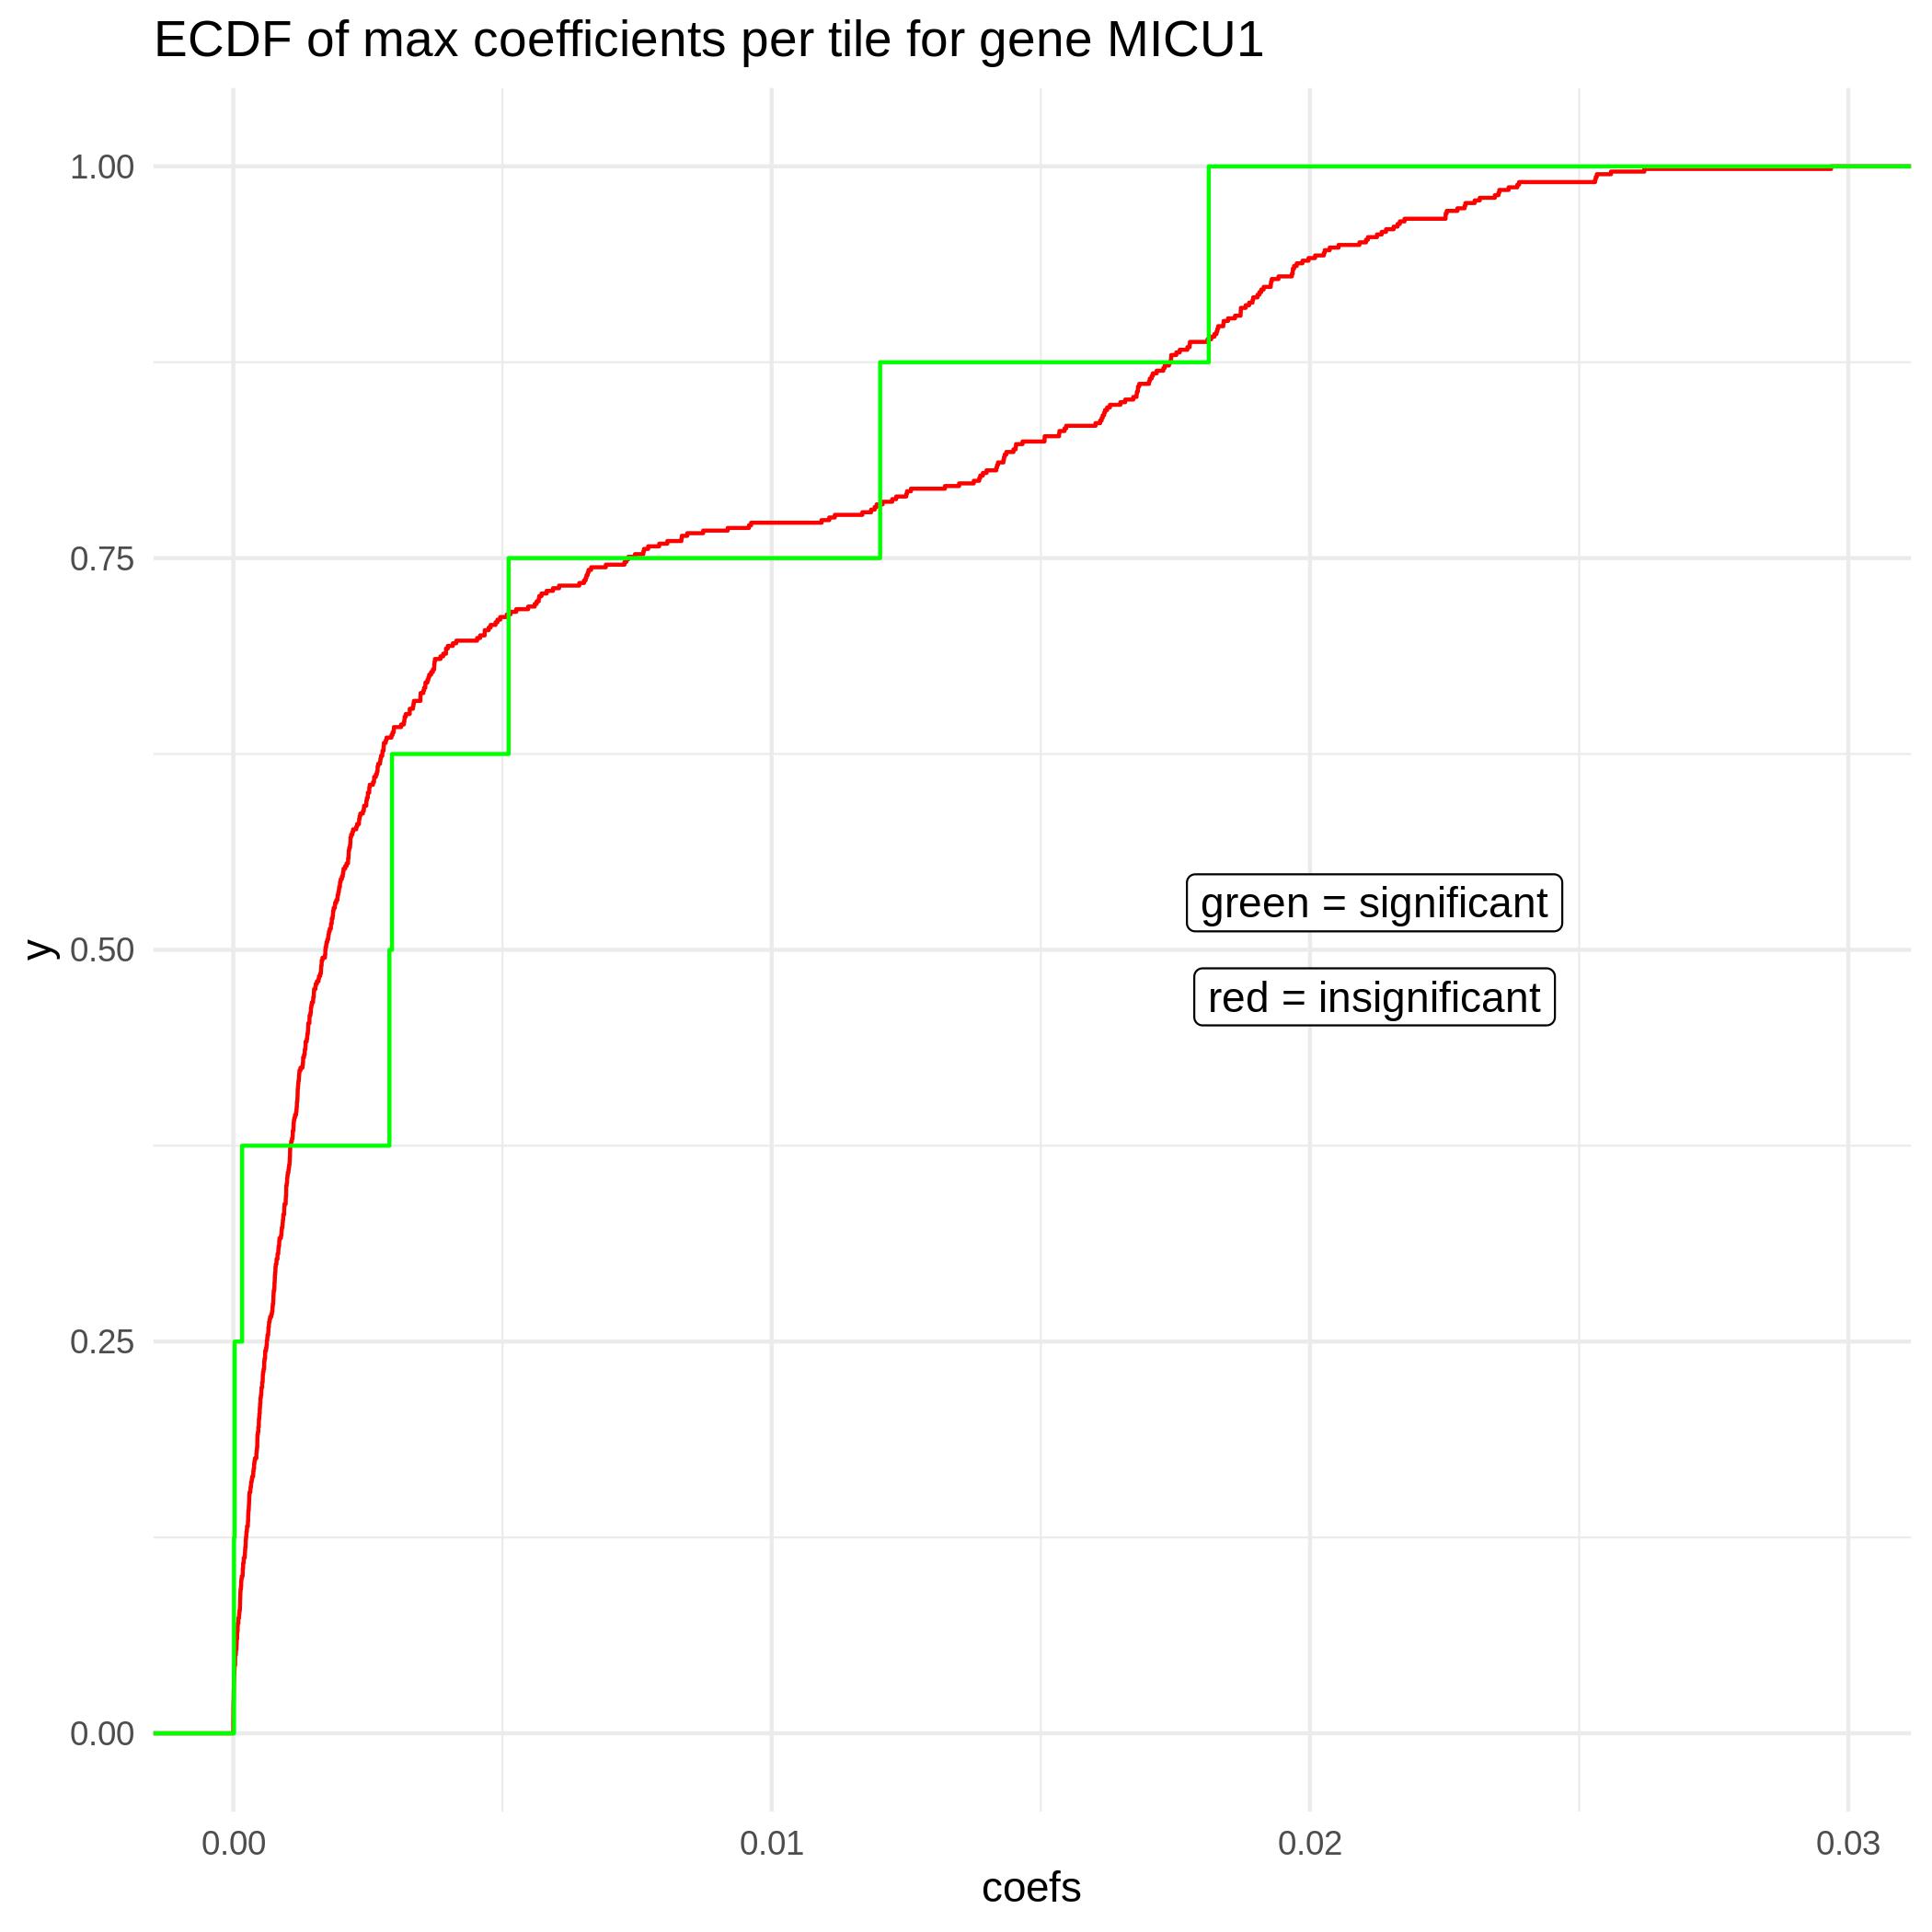 ECDF of max coefficients per tile for gene MICU1
1.00
0.75
green = significant
0.50
y
red = insignificant
0.25
0.00
0.00 0.01 0.02 0.03
coefs